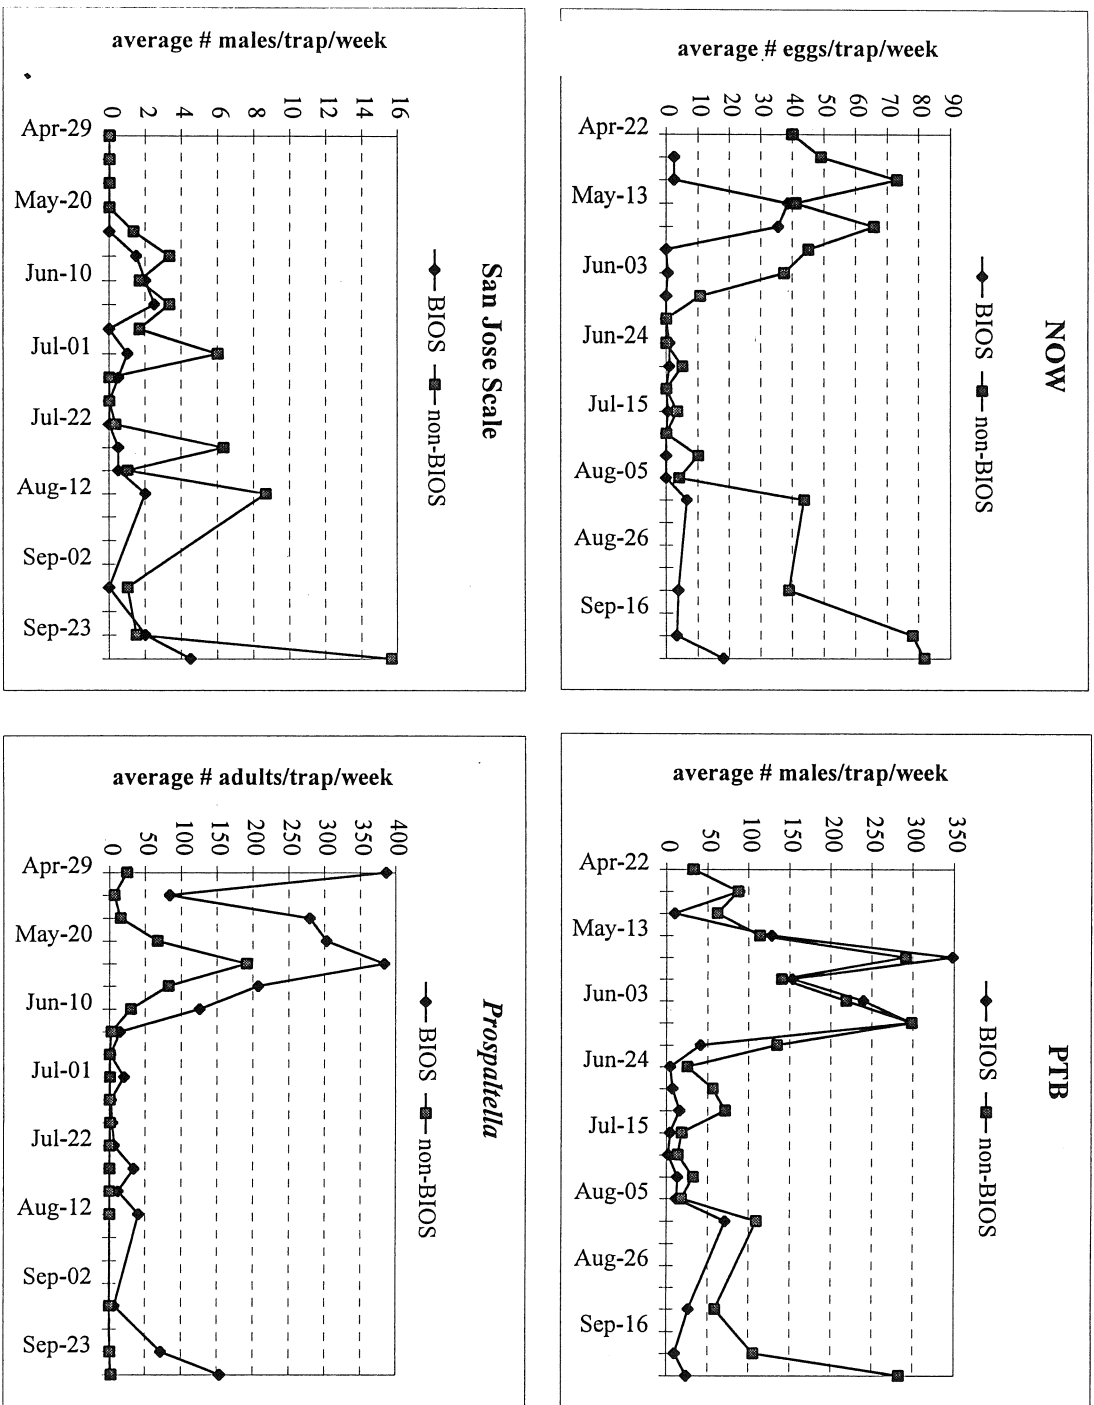 NOW
BIOS
non-BIOS
average # eggs/trap/week
0
10
20
30
40
50
60
70
80
90
Apr-22
May-13
Jun-03
Jun-24
Jul-15
Aug-05
Aug-26
Sep-16
PTB
BIOS
non-BIOS
average # males/trap/week
0
50
100
150
200
250
300
350
Apr-22
May-13
Jun-03
Jun-24
Jul-15
Aug-05
Aug-26
Sep-16
San Jose Scale
BIOS
non-BIOS
average # males/trap/week
0
2
4
6
8
10
12
14
16
Apr-29
May-20
Jun-10
Jul-01
Jul-22
Aug-12
Sep-02
Sep-23
Prospaltella
BIOS
non-BIOS
average # adults/trap/week
0
50
100
150
200
250
300
350
400
Apr-29
May-20
Jun-10
Jul-01
Jul-22
Aug-12
Sep-02
Sep-23